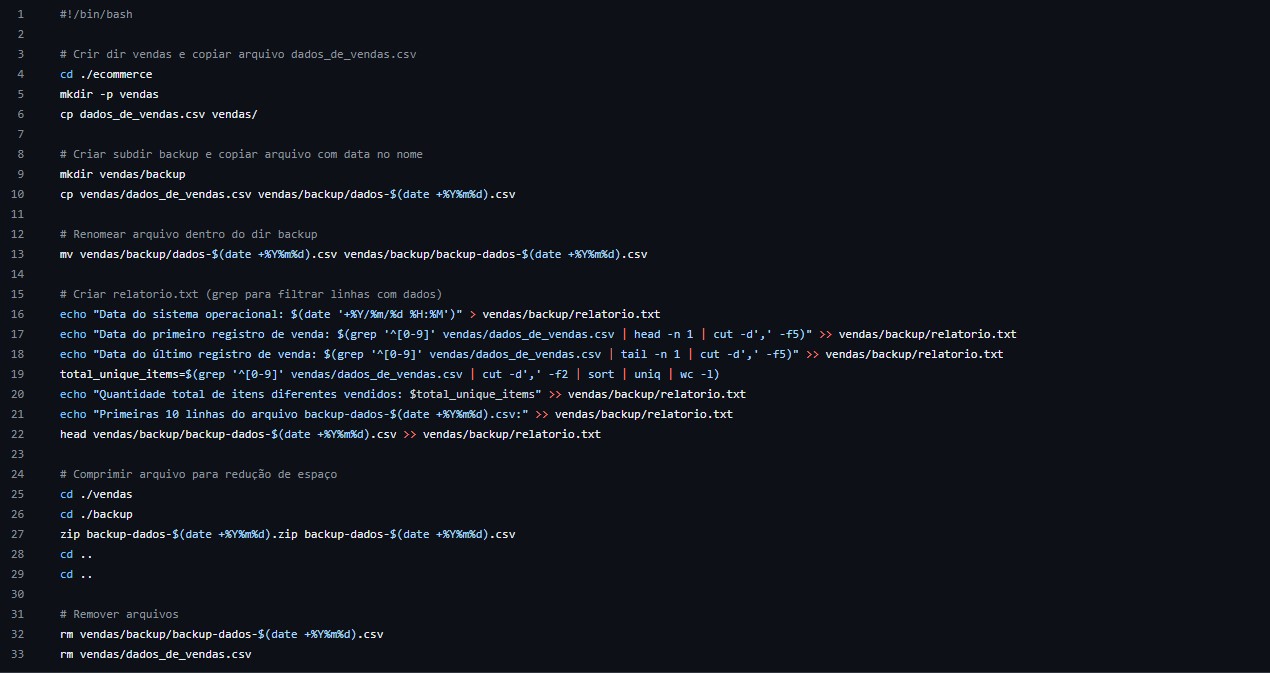 1 #!/bin/bash
2
3 # Crir dir vendas e copiar arquivo dados_de_vendas.csv
4 cd ./ecommerce
5 mkdir -p vendas
6 cp dados_de_vendas.csv vendas/
7
8 # Criar subdir backup e copiar arquivo com data no nome
9 mkdir vendas/backup
10 cp vendas/dados_de_vendas.csv vendas/backup/dados-$(date +%Y%m%d).csv
11
12 # Renomear arquivo dentro do dir backup
13 mv vendas/backup/dados-$(date +%Y%m%d).csv vendas/backup/backup-dados-$(date +%Y%m%d).csv
14
15 # Criar relatorio.txt (grep para filtrar linhas com dados)
16 echo "Data do sistema operacional: $(date '+%Y/%m/%d %H:%M')" > vendas/backup/relatorio.txt
17 echo "Data do primeiro registro de venda: $(grep '^[0-9]' vendas/dados_de_vendas.csv | head -n 1 | cut -d',' -f5)" >> vendas/backup/relatorio.txt
18 echo "Data do último registro de venda: $(grep '^[0-9]' vendas/dados_de_vendas.csv | tail -n 1 | cut -d',' -f5)" >> vendas/backup/relatorio.txt
19 total_unique_items=$(grep '^[0-9]' vendas/dados_de_vendas.csv | cut -d',' -f2 | sort | uniq | wc -l)
20 echo "Quantidade total de itens diferentes vendidos: $total_unique_items" >> vendas/backup/relatorio.txt
21 echo "Primeiras 10 linhas do arquivo backup-dados-$(date +%Y%m%d).csv:" >> vendas/backup/relatorio.txt
22 head vendas/backup/backup-dados-$(date +%Y%m%d).csv >> vendas/backup/relatorio.txt
23
24 # Comprimir arquivo para redução de espaço
25 cd ./vendas
26 cd ./backup
27 zip backup-dados-$(date +%Y%m%d).zip backup-dados-$(date +%Y%m%d).csv
28 cd ..
29 cd ..
30
31 # Remover arquivos
32 rm vendas/backup/backup-dados-$(date +%Y%m%d).csv
33 rm vendas/dados_de_vendas.csv